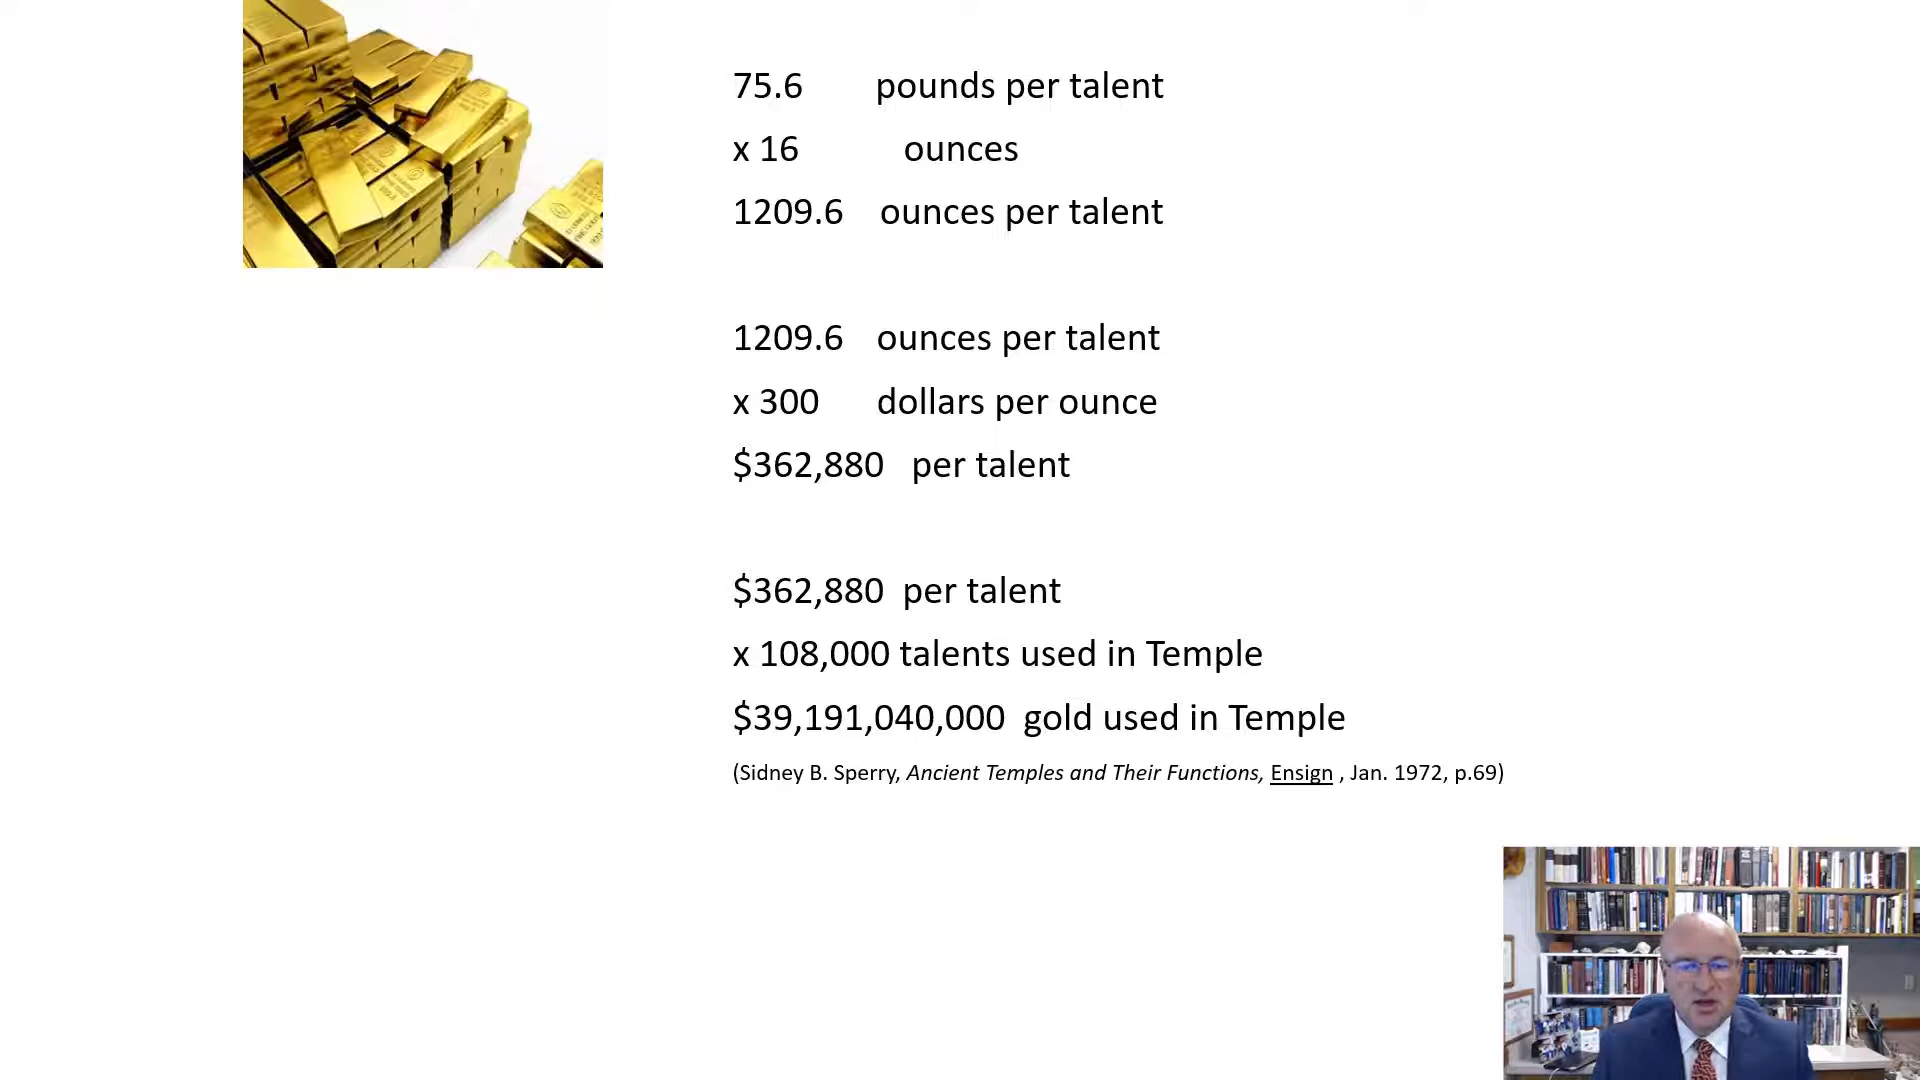 75.6 pounds per talent
x 16 ounces
1209.6 ounces per talent
1209.6 ounces per talent
x 300 dollars per ounce
$362,880 per talent
$362,880 per talent
x 108,000 talents used in Temple
$39,191,040,000 gold used in Temple
(Sidney B. Sperry, Ancient Temples and Their Functions, Ensign , Jan. 1972, p.69)